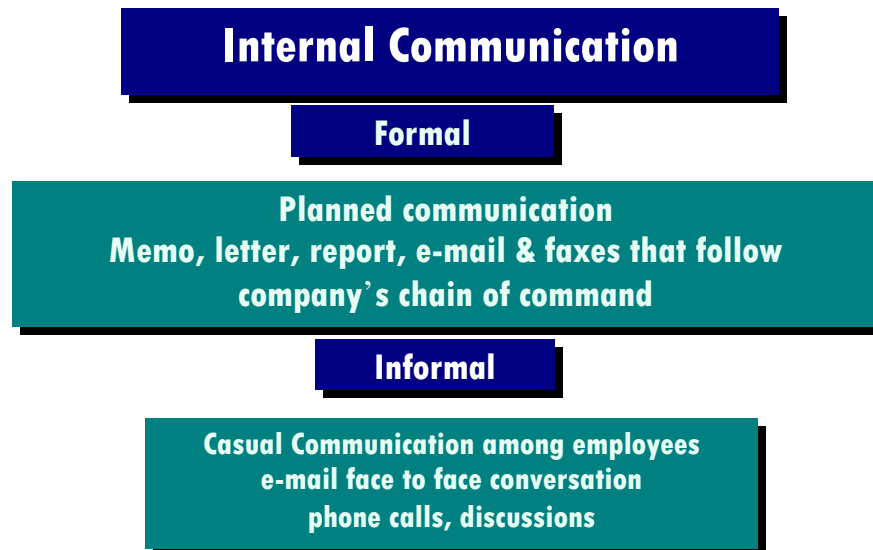 Internal Communication
Formal
Planned communication
Memo, letter, report, e-mail & faxes that follow
company’s chain of command
Informal
Casual Communication among employees
e-mail face to face conversation
phone calls, discussions